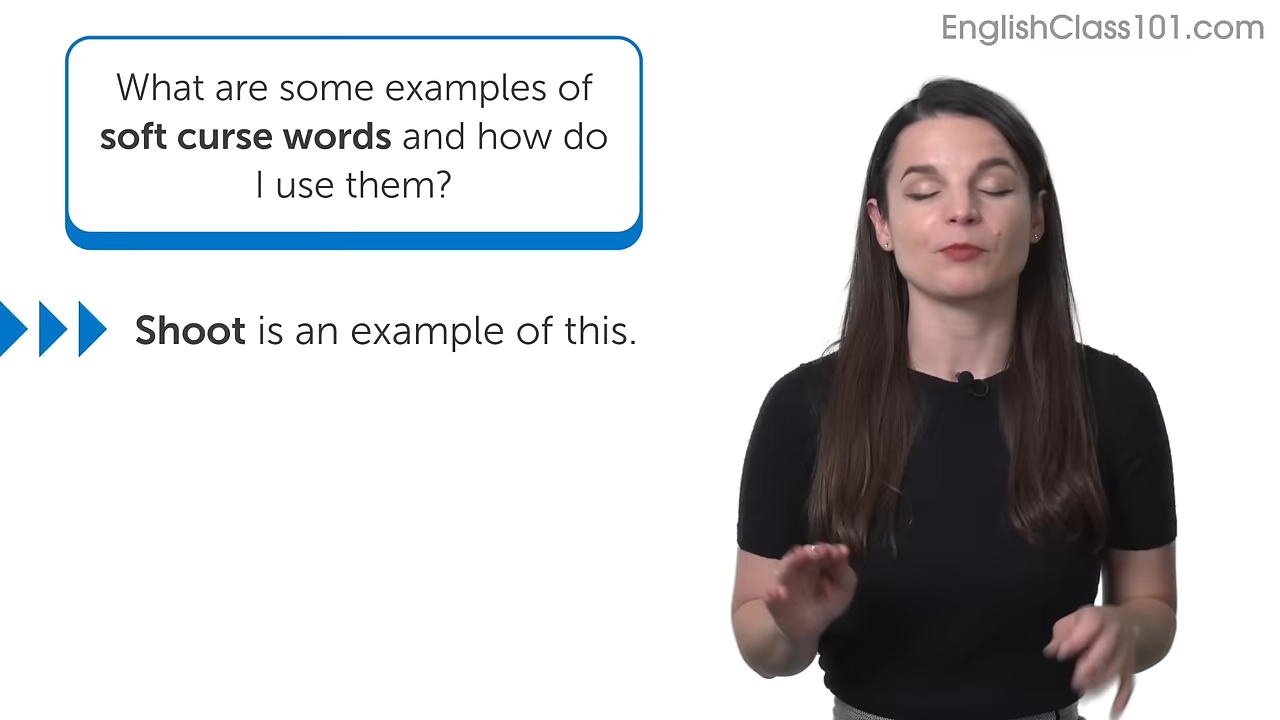 EnglishClass101.com
What are some examples of
soft curse words and how do
I use them?
Shoot is an example of this.